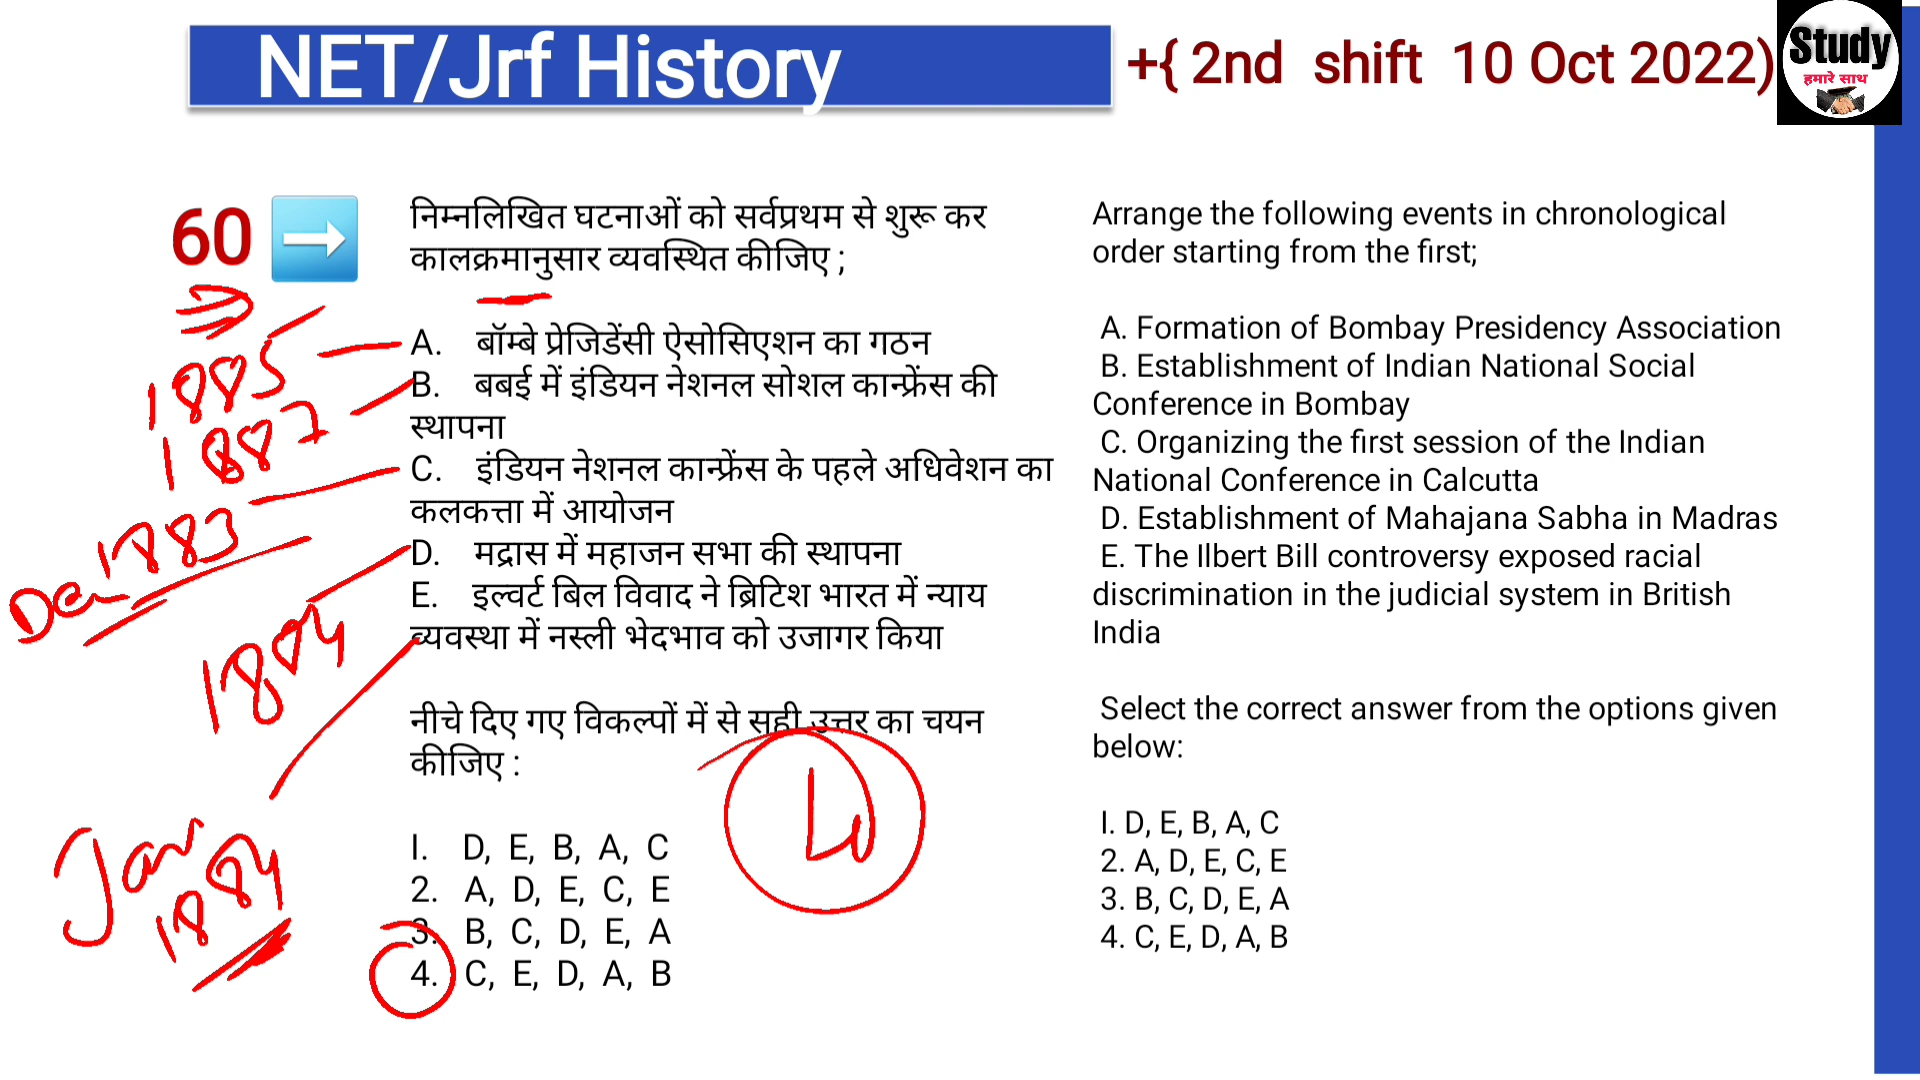 NET/Jrf History
+{ 2nd shift 10 Oct 2022)
Study
हमारे साथ
60
निम्नलिखित घटनाओं को सर्वप्रथम से शुरू कर
कालक्रमानुसार व्यवस्थित कीजिए ;
A. बॉम्बे प्रेजिडेंसी ऐसोसिएशन का गठन
B. बबई में इंडियन नेशनल सोशल कान्फ्रेंस की
स्थापना
C. इंडियन नेशनल कान्फ्रेंस के पहले अधिवेशन का
कलकत्ता में आयोजन
D. मद्रास में महाजन सभा की स्थापना
E. इल्वर्ट बिल विवाद ने ब्रिटिश भारत में न्याय
व्यवस्था में नस्ली भेदभाव को उजागर किया
नीचे दिए गए विकल्पों में से सही उत्तर का चयन
कीजिए :
I. D, E, B, A, C
2. A, D, E, C, E
3. B, C, D, E, A
4. C, E, D, A, B
1885
1887
Dec 1883
1884
Jan
1884
4
Arrange the following events in chronological
order starting from the first;
A. Formation of Bombay Presidency Association
B. Establishment of Indian National Social
Conference in Bombay
C. Organizing the first session of the Indian
National Conference in Calcutta
D. Establishment of Mahajana Sabha in Madras
E. The Ilbert Bill controversy exposed racial
discrimination in the judicial system in British
India
Select the correct answer from the options given
below:
I. D, E, B, A, C
2. A, D, E, C, E
3. B, C, D, E, A
4. C, E, D, A, B